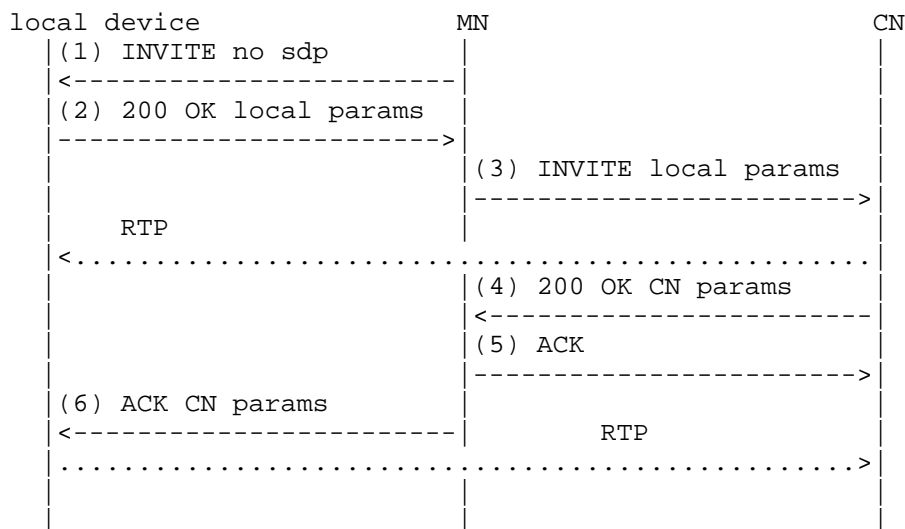 local device MN CN
(1) INVITE no sdp
(2) 200 OK local params
(3) INVITE local params
RTP
(4) 200 OK CN params
(5) ACK
(6) ACK CN params
RTP